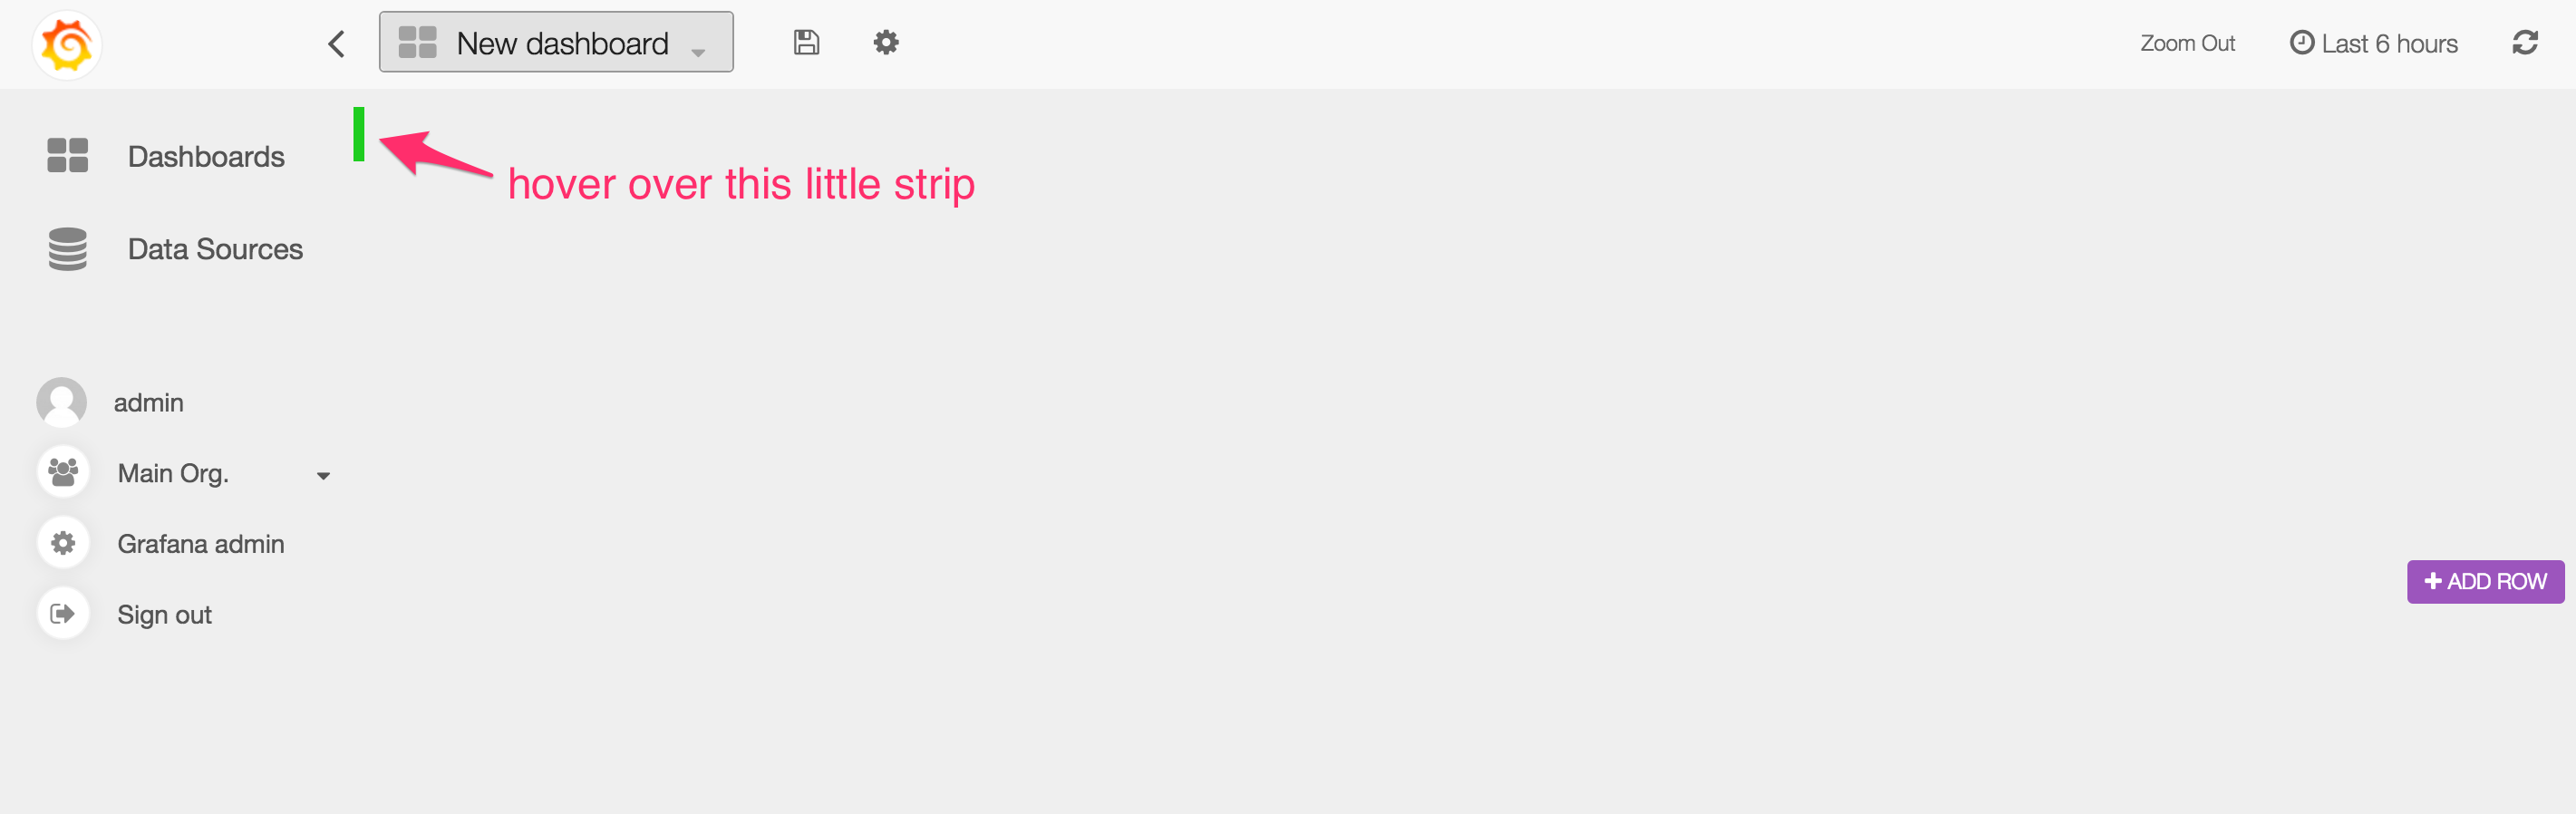 New dashboard
Zoom Out
Last 6 hours
Dashboards
hover over this little strip
Data Sources
admin
Main Org.
Grafana admin
ADD ROW
Sign out